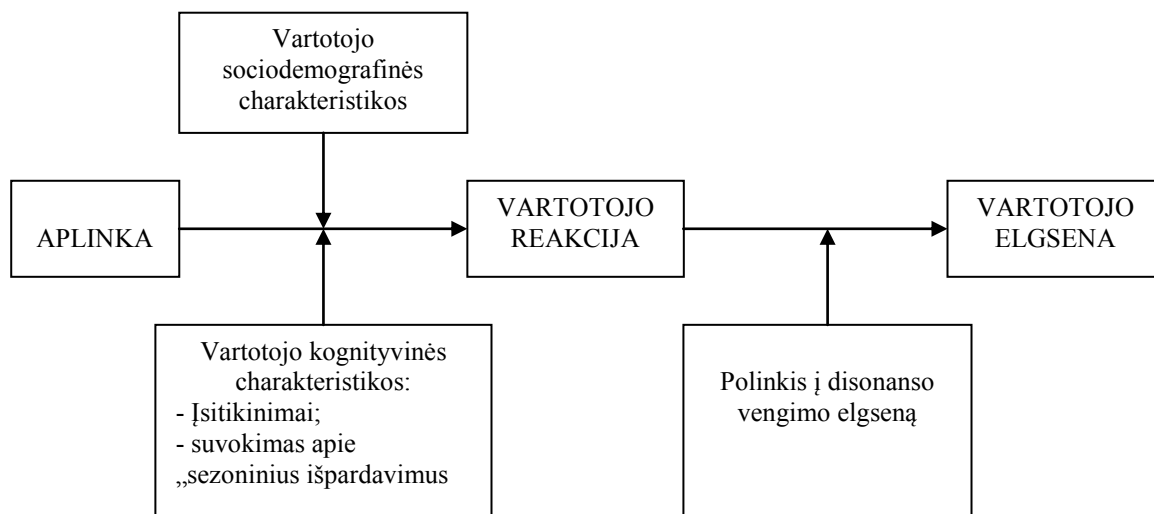 Vartotojo
sociodemografinės
charakteristikos
APLINKA
VARTOTOJO
REAKCIJA
VARTOTOJO
ELGSENA
Vartotojo kognityvinės
charakteristikos:
- Įsitikinimai;
- suvokimas apie
„sezoninius išpardavimus
Polinkis į disonanso
vengimo elgseną